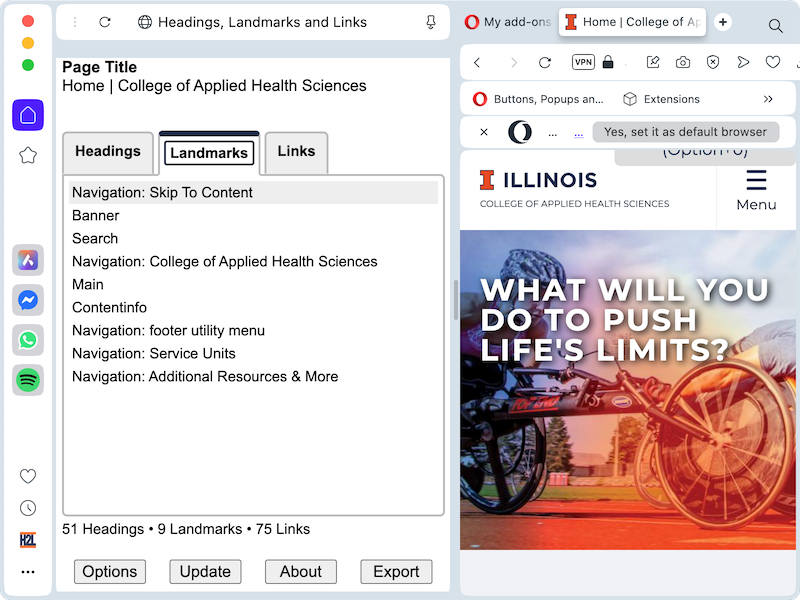 Headings, Landmarks and Links
Page Title
Home | College of Applied Health Sciences
Headings
Landmarks
Links
Navigation: Skip To Content
Banner
Search
Navigation: College of Applied Health Sciences
Main
Contentinfo
Navigation: footer utility menu
Navigation: Service Units
Navigation: Additional Resources & More
51 Headings • 9 Landmarks • 75 Links
Options
Update
About
Export
H2L
My add-ons
Home | College of Ap
VPN
Buttons, Popups an...
Extensions
... ...
Yes, set it as default browser
ILLINOIS
COLLEGE OF APPLIED HEALTH SCIENCES
Menu
WHAT WILL YOU
DO TO PUSH
LIFE'S LIMITS?
TOP END